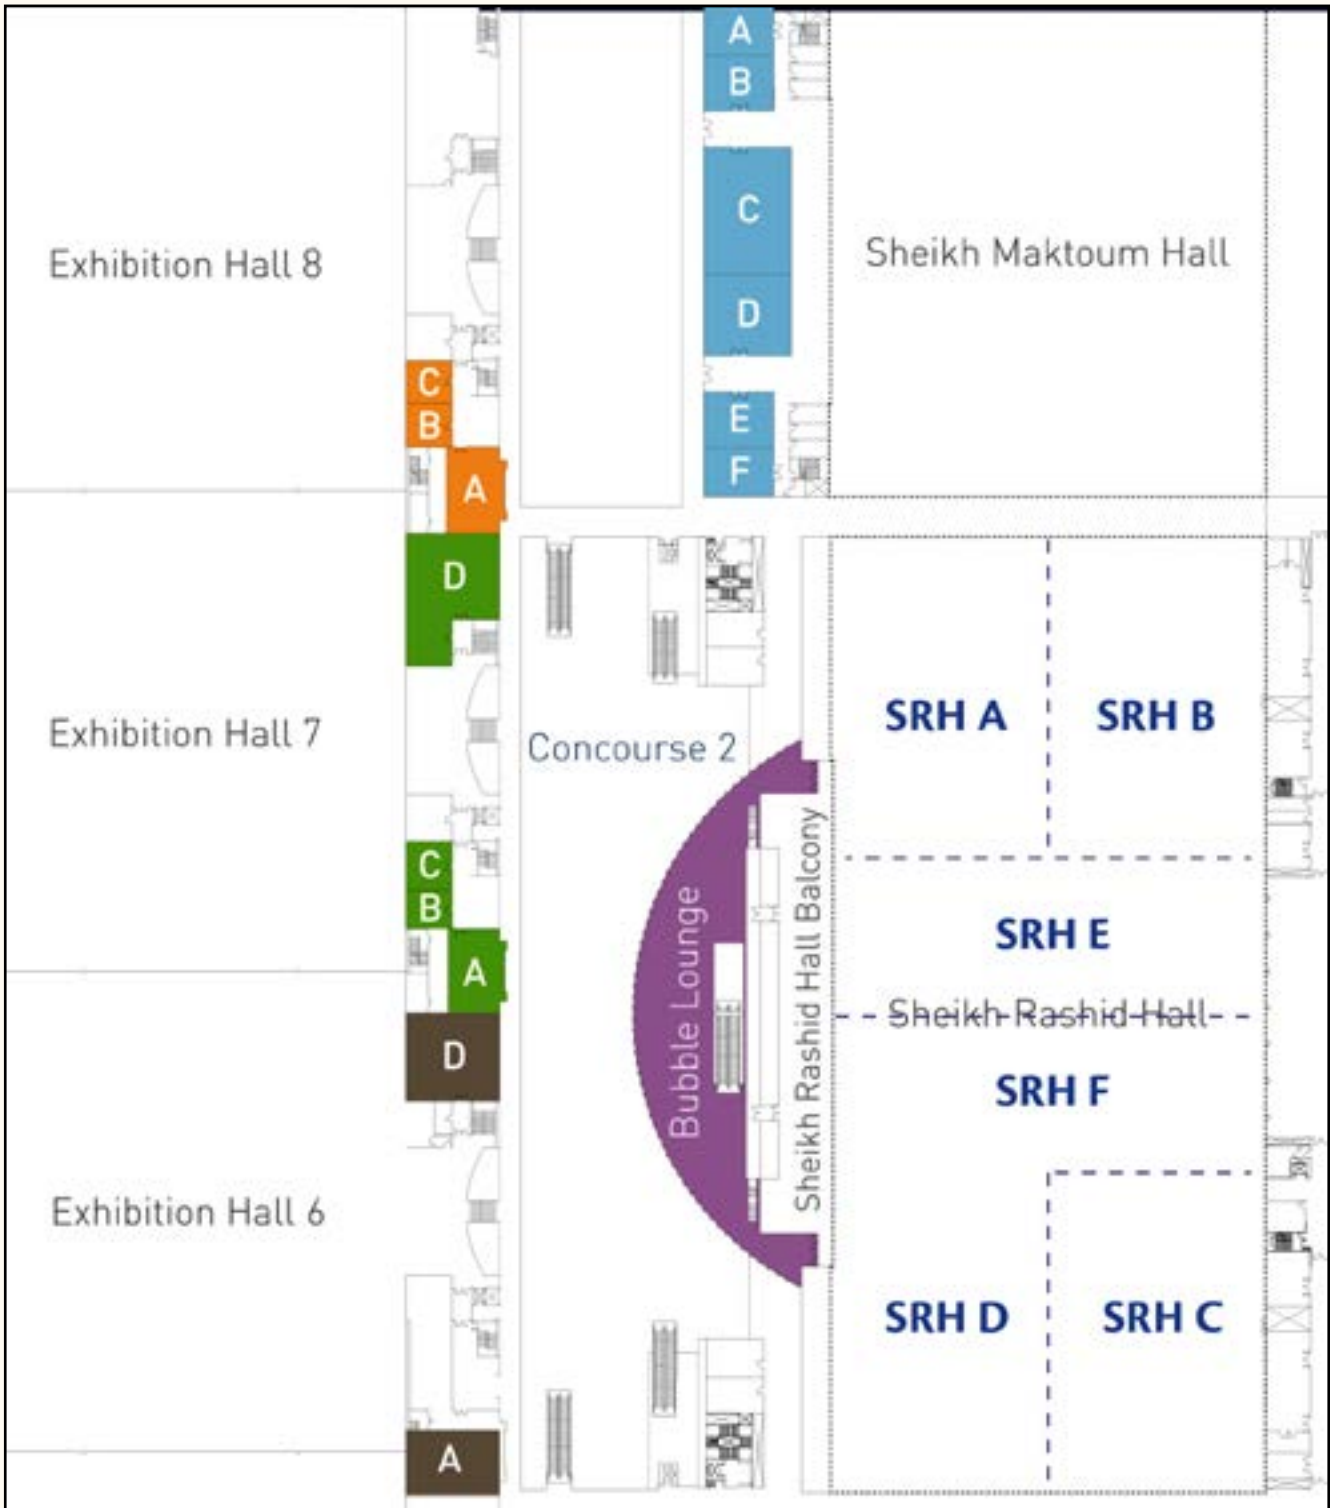 A
B
C
D
E
F
Sheikh Maktoum Hall
Exhibition Hall 8
C
B
A
D
Exhibition Hall 7
C
B
A
D
Exhibition Hall 6
A
Concourse 2
Bubble Lounge
Sheikh Rashid Hall Balcony
SRH A
SRH B
SRH E
Sheikh Rashid Hall
SRH F
SRH D
SRH C